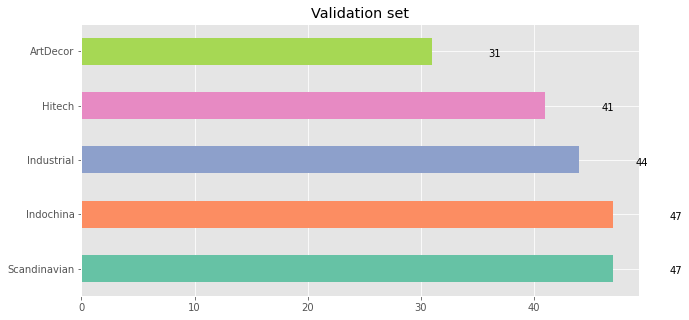 Validation set
ArtDecor 31
Hitech 41
Industrial 44
Indochina 47
Scandinavian 47
0 10 20 30 40